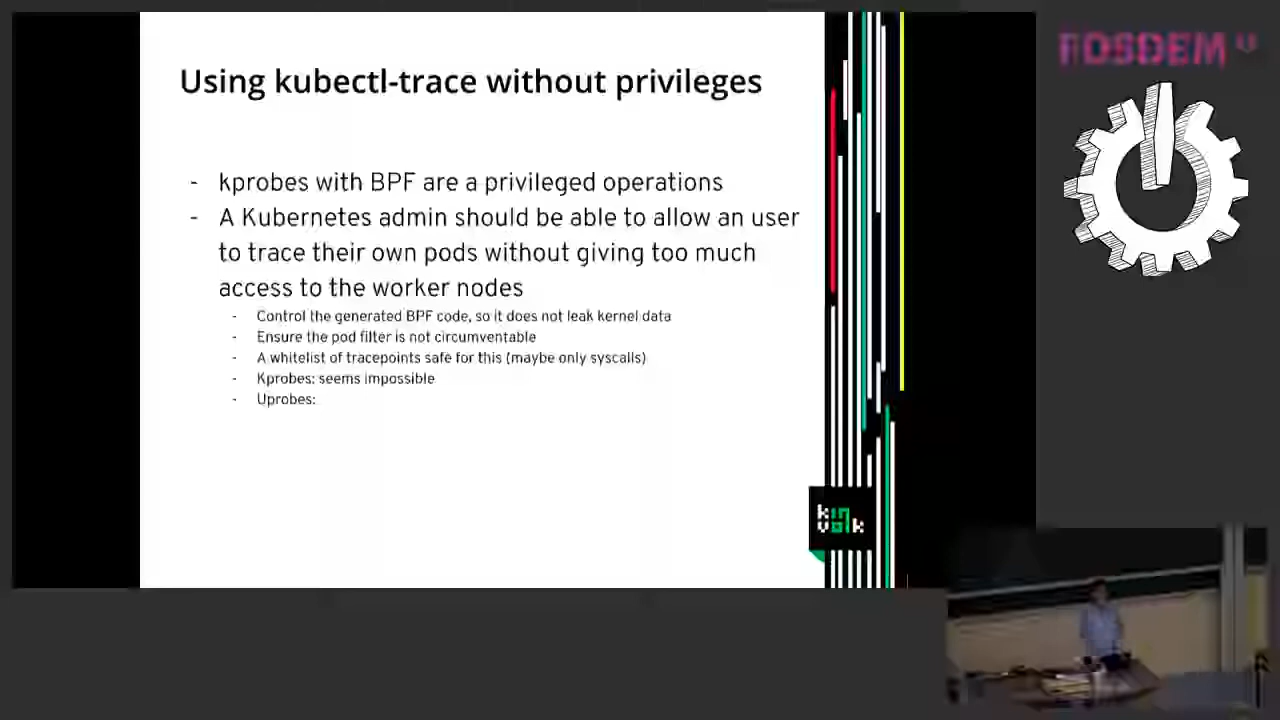 FOSDEM
Using kubectl-trace without privileges
- kprobes with BPF are a privileged operations
- A Kubernetes admin should be able to allow an user
to trace their own pods without giving too much
access to the worker nodes
- Control the generated BPF code, so it does not leak kernel data
- Ensure the pod filter is not circumventable
- A whitelist of tracepoints safe for this (maybe only syscalls)
- Kprobes: seems impossible
- Uprobes:
kin
volk